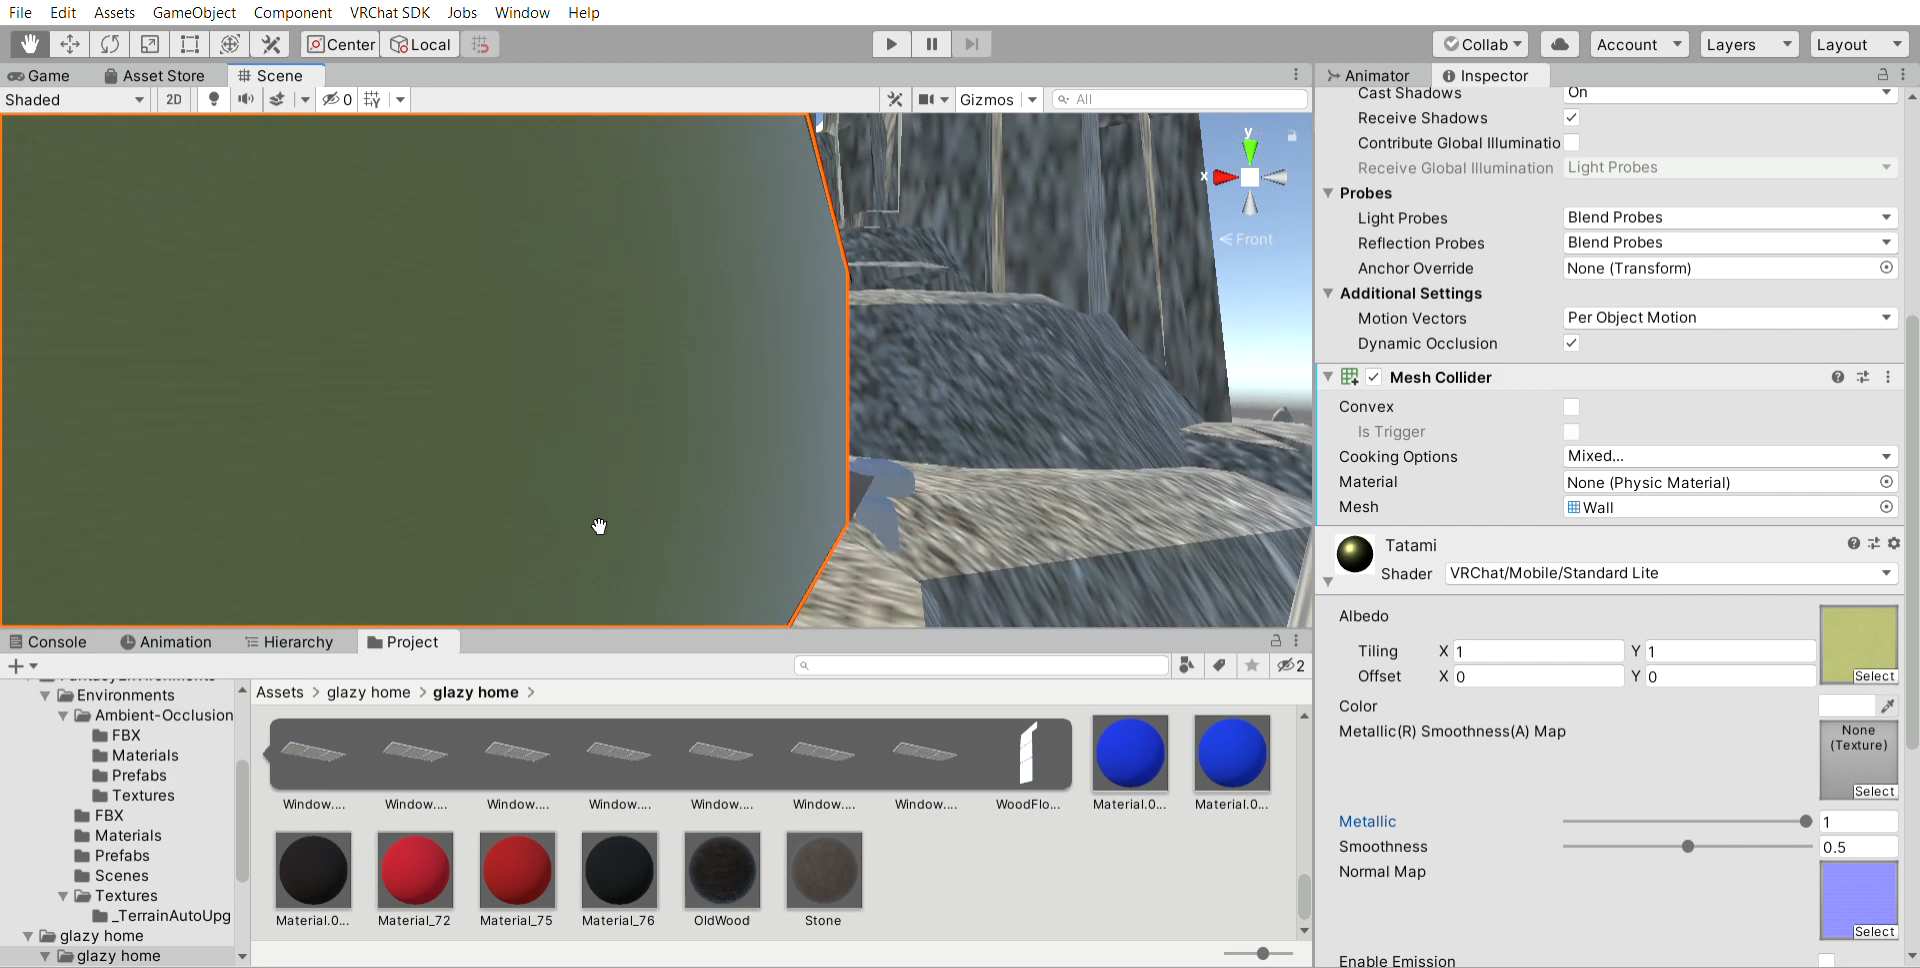 File Edit Assets GameObject Component VRChat SDK Jobs Window Help
Center Local Collab Account Layers Layout
Game Asset Store Scene
Shaded 2D 0 Gizmos All
y
x
Front
Console Animation Hierarchy Project
2
Environments
Ambient-Occlusion
FBX
Materials
Prefabs
Textures
FBX
Materials
Prefabs
Scenes
Textures
_TerrainAutoUpg
glazy home
glazy home
Assets > glazy home > glazy home >
Window.... Window.... Window.... Window.... Window.... Window.... Window.... WoodFlo... Material.0... Material.0...
Material.0... Material_72 Material_75 Material_76 OldWood Stone
Animator Inspector
Cast Shadows On
Receive Shadows
Contribute Global Illuminatio
Receive Global Illumination Light Probes
Probes
Light Probes Blend Probes
Reflection Probes Blend Probes
Anchor Override None (Transform)
Additional Settings
Motion Vectors Per Object Motion
Dynamic Occlusion
Mesh Collider
Convex
Is Trigger
Cooking Options Mixed...
Material None (Physic Material)
Mesh Wall
Tatami
Shader VRChat/Mobile/Standard Lite
Albedo
Tiling X 1 Y 1
Offset X 0 Y 0
Select
Color
Metallic(R) Smoothness(A) Map
None
(Texture)
Select
Metallic 1
Smoothness 0.5
Normal Map
Select
Enable Emission